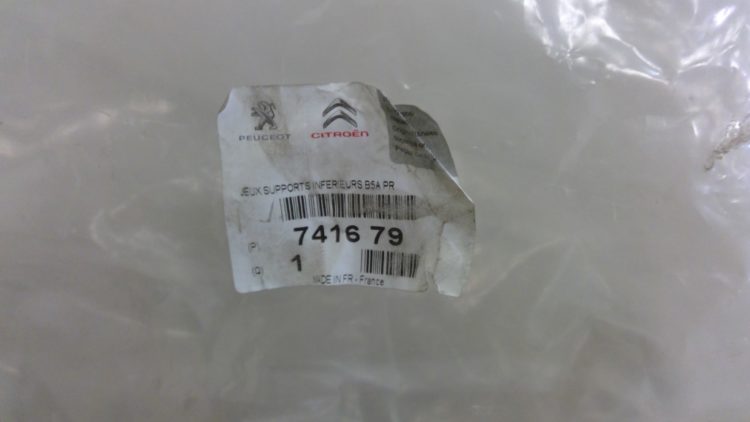 PEUGEOT
CITROËN
JEUX SUPPORTS INFERIEURS B5A PR
(P) 7416 79
(Q) 1
MADE IN FR - France